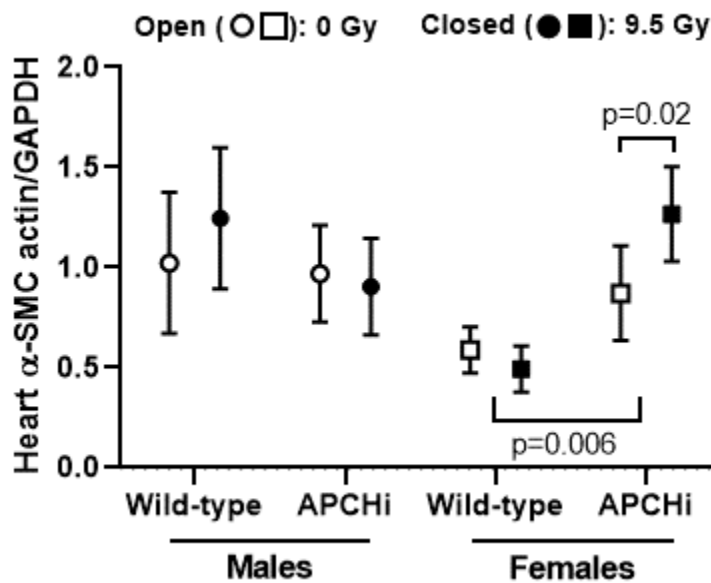 Open ( ○ □ ): 0 Gy Closed ( ● ■ ): 9.5 Gy
Heart α-SMC actin/GAPDH
2.0
1.5
1.0
0.5
0.0
p=0.02
p=0.006
Wild-type APCHi Wild-type APCHi
Males Females